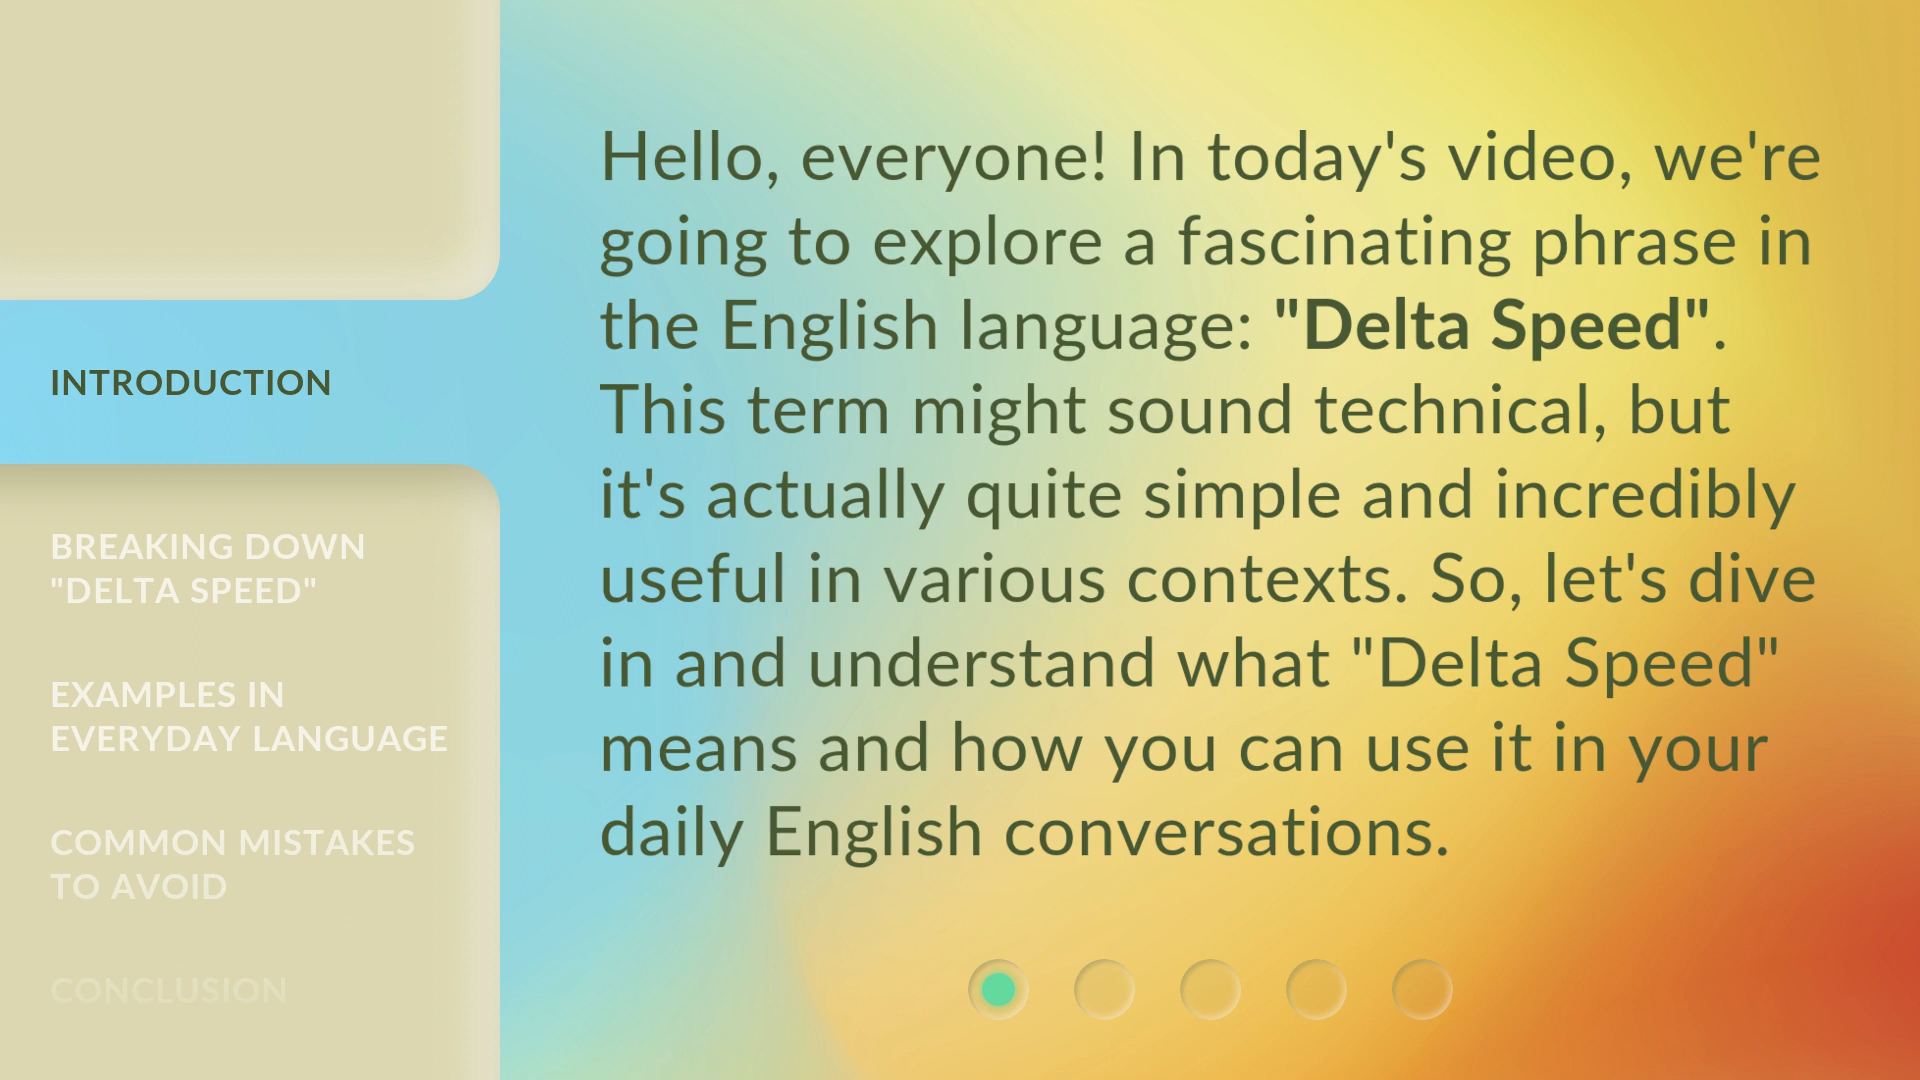 INTRODUCTION
BREAKING DOWN
"DELTA SPEED"
EXAMPLES IN
EVERYDAY LANGUAGE
COMMON MISTAKES
TO AVOID
CONCLUSION
Hello, everyone! In today's video, we're
going to explore a fascinating phrase in
the English language: "Delta Speed".
This term might sound technical, but
it's actually quite simple and incredibly
useful in various contexts. So, let's dive
in and understand what "Delta Speed"
means and how you can use it in your
daily English conversations.